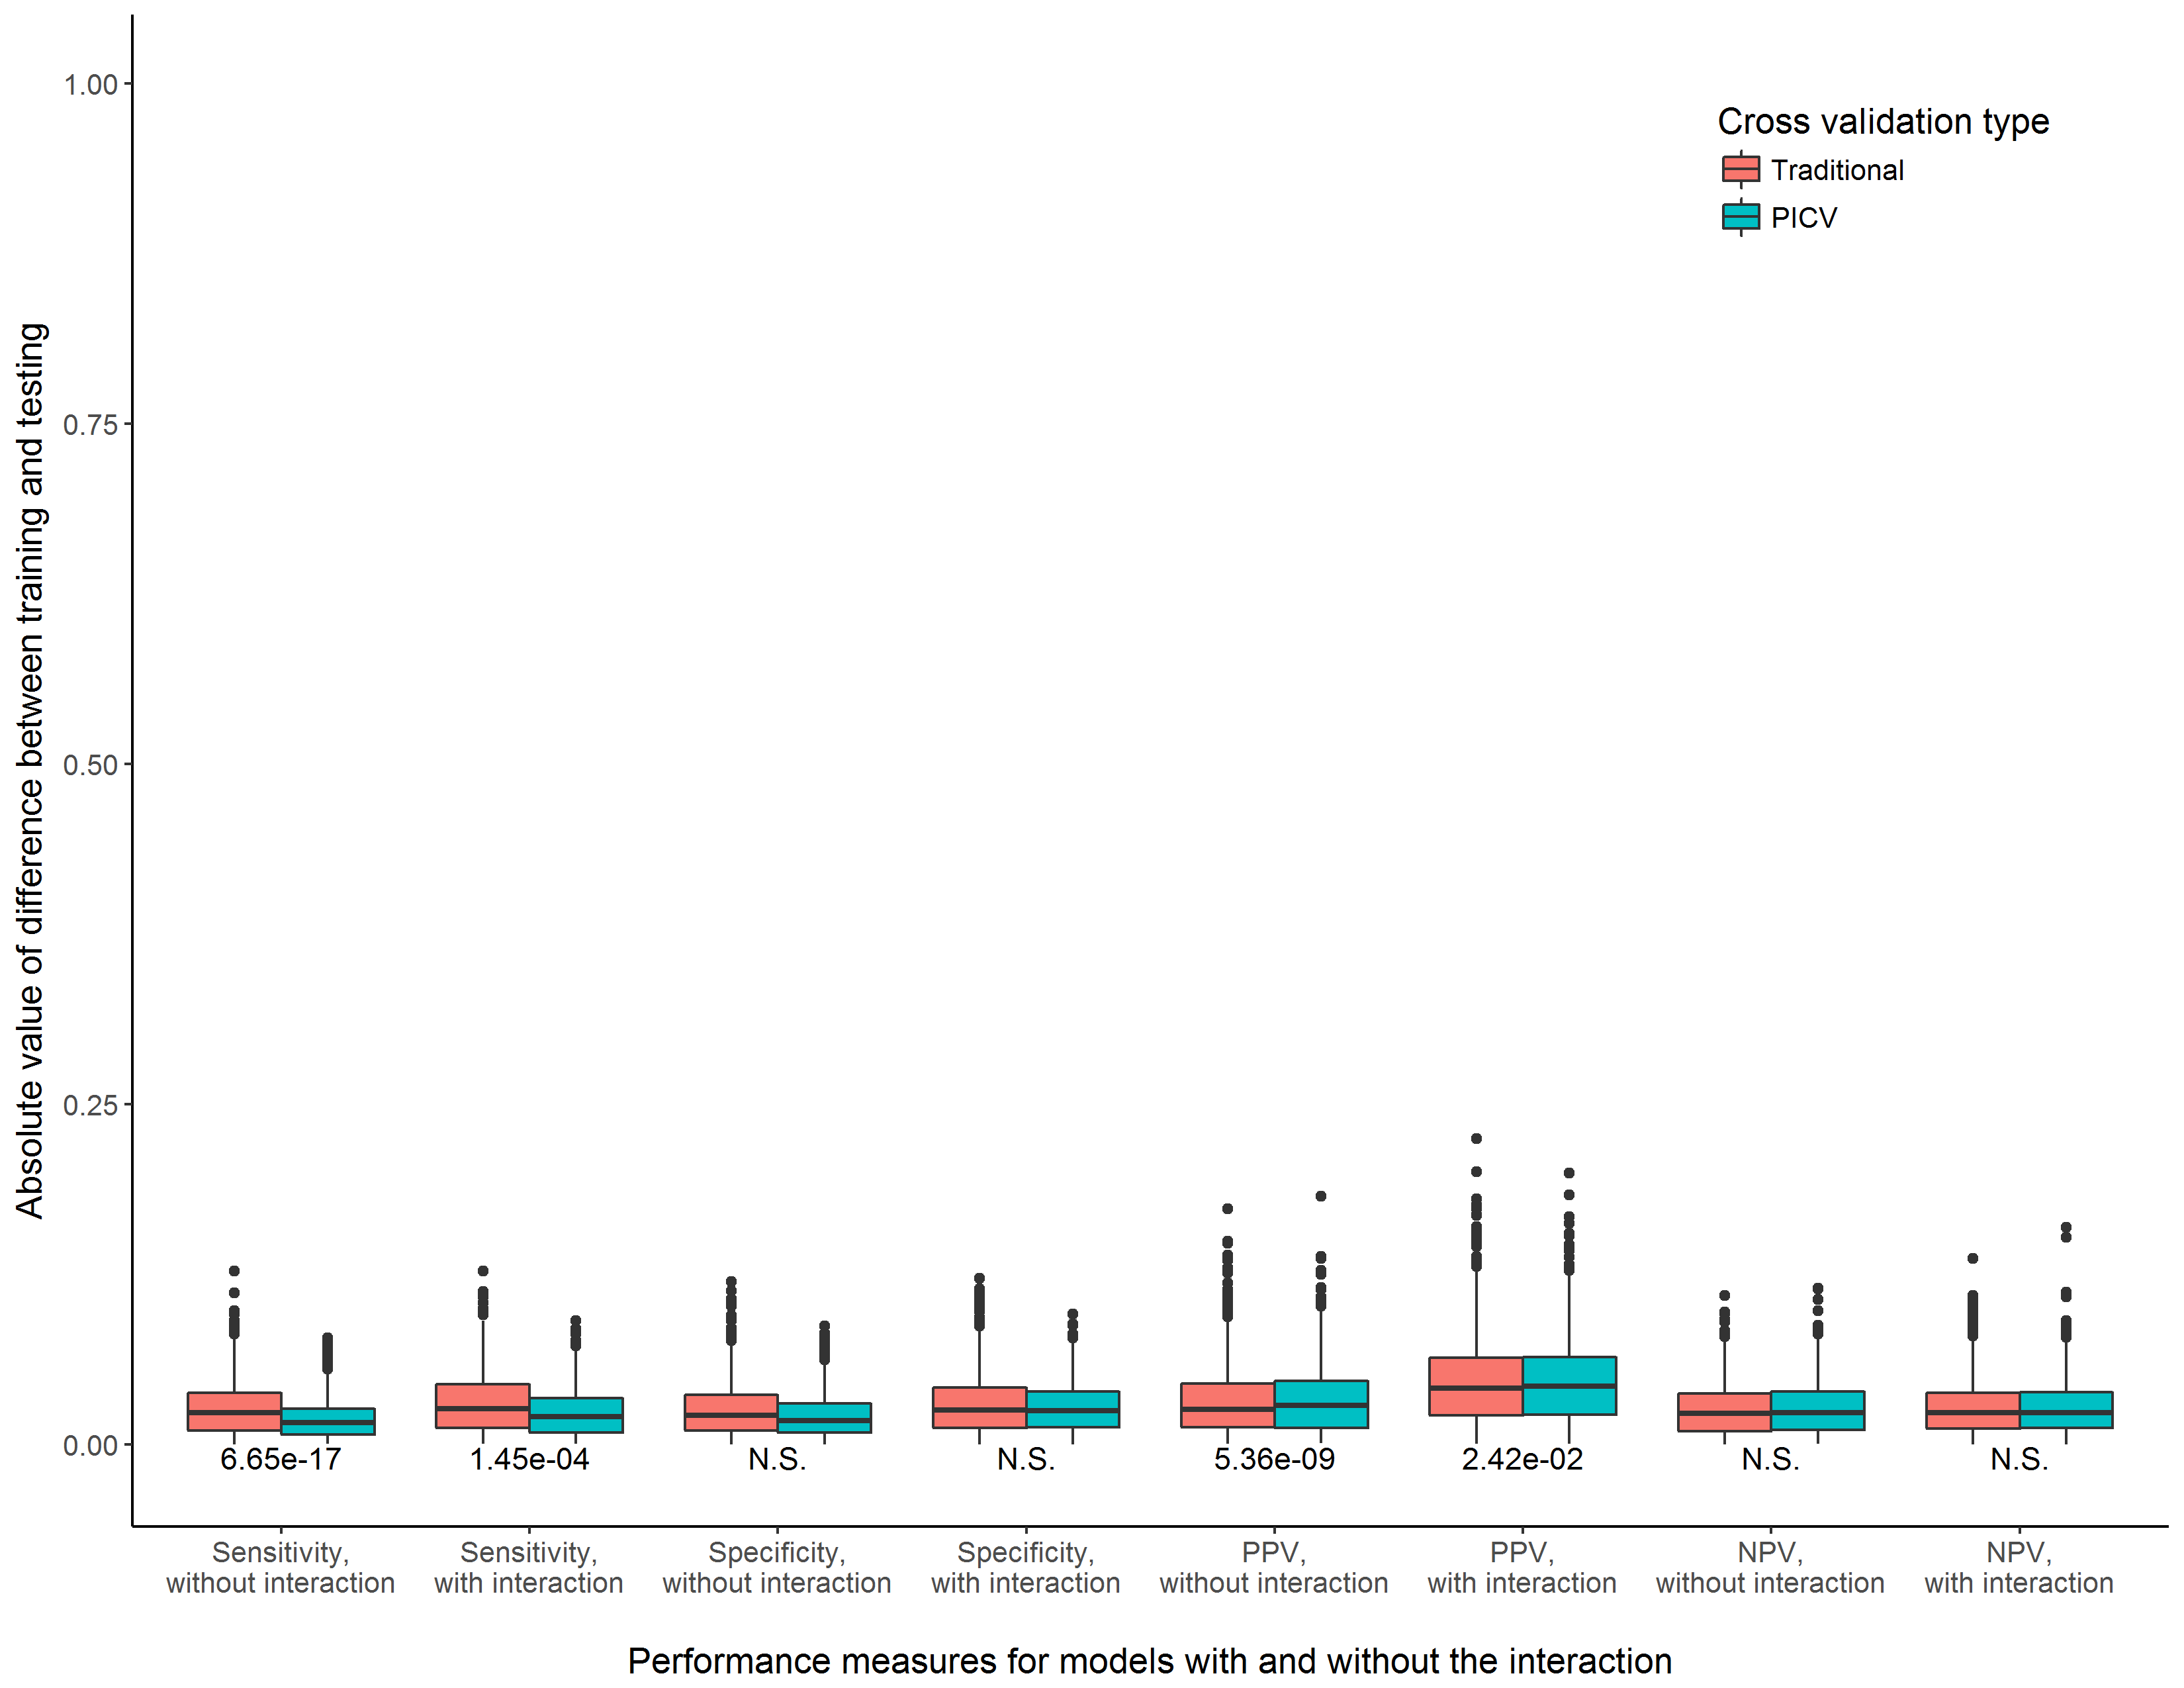 Absolute value of difference between training and testing
1.00
0.75
0.50
0.25
0.00
Cross validation type
Traditional
PICV
6.65e-17
1.45e-04
N.S.
N.S.
5.36e-09
2.42e-02
N.S.
N.S.
Sensitivity,
without interaction
Sensitivity,
with interaction
Specificity,
without interaction
Specificity,
with interaction
PPV,
without interaction
PPV,
with interaction
NPV,
without interaction
NPV,
with interaction
Performance measures for models with and without the interaction